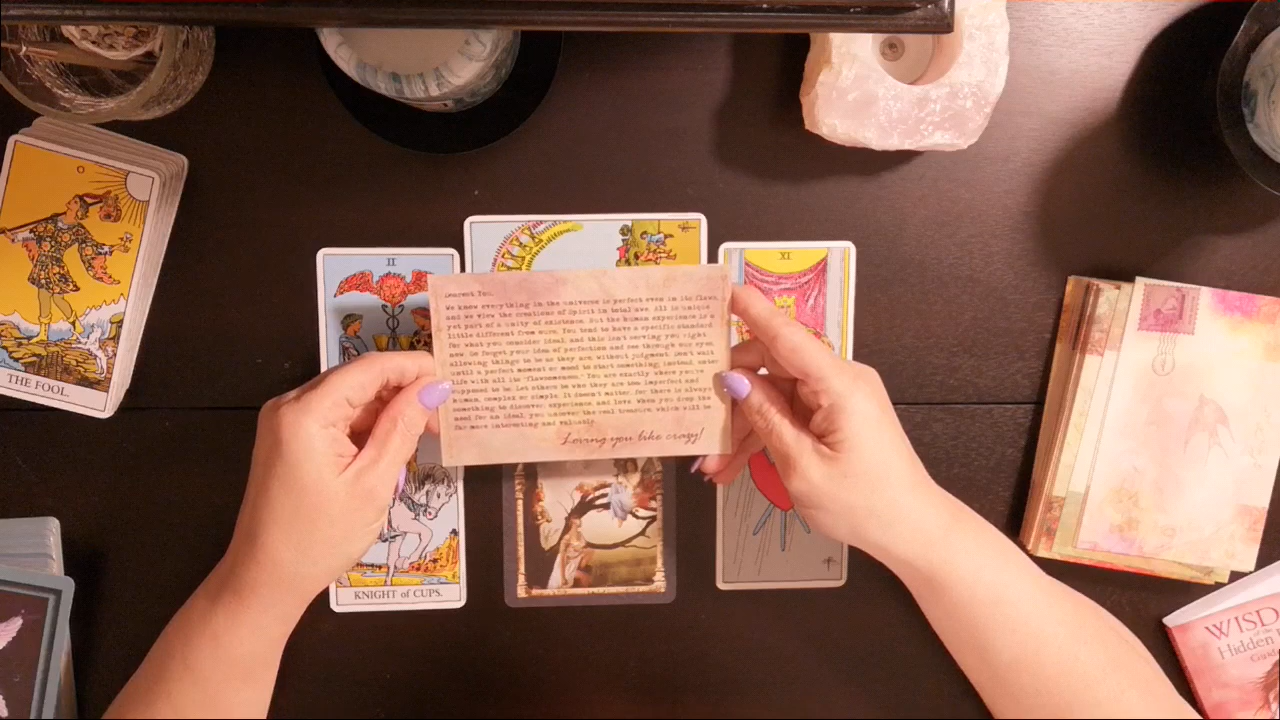 O
THE FOOL.
II
XI
Dearest You,
We know everything in the universe is perfect even in its flaws
and we view the creations of Spirit in total awe. All is unique
yet part of a unity of existence. But the human experience is a
little different from ours. You tend to have a specific standard
for what you consider ideal, and this isn't serving you right
now. So forget your idea of perfection and see through our eyes
allowing things to be as they are, without judgment. Don't wait
until a perfect moment or mood to start something; instead, enter
life with all its "flawsomeness." You are exactly where you're
supposed to be. Let others be who they are too, imperfect and
human, complex or simple. It doesn't matter, for there is always
something to discover, experience, and love. When you drop the
need for an ideal, you uncover the real treasure, which will be
far more interesting and valuable.
Loving you like crazy!
KNIGHT of CUPS.
WISD
of the
Hidden
Guide